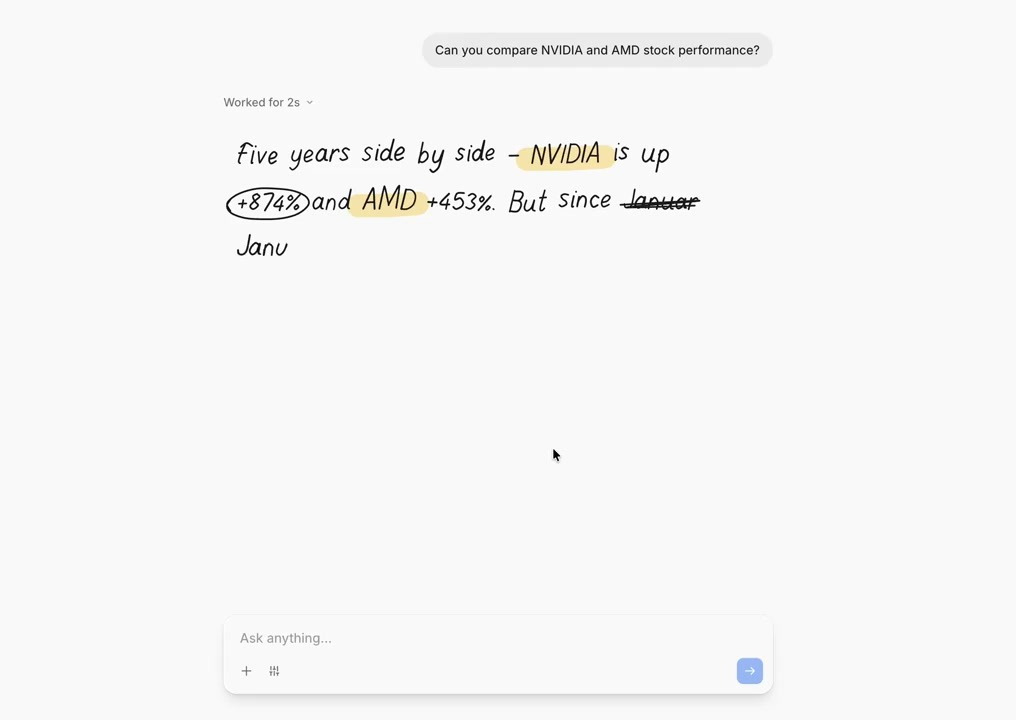 Can you compare NVIDIA and AMD stock performance?
Worked for 2s
Five years side by side – NVIDIA is up
+874% and AMD +453%. But since Januar
Janu
Ask anything...